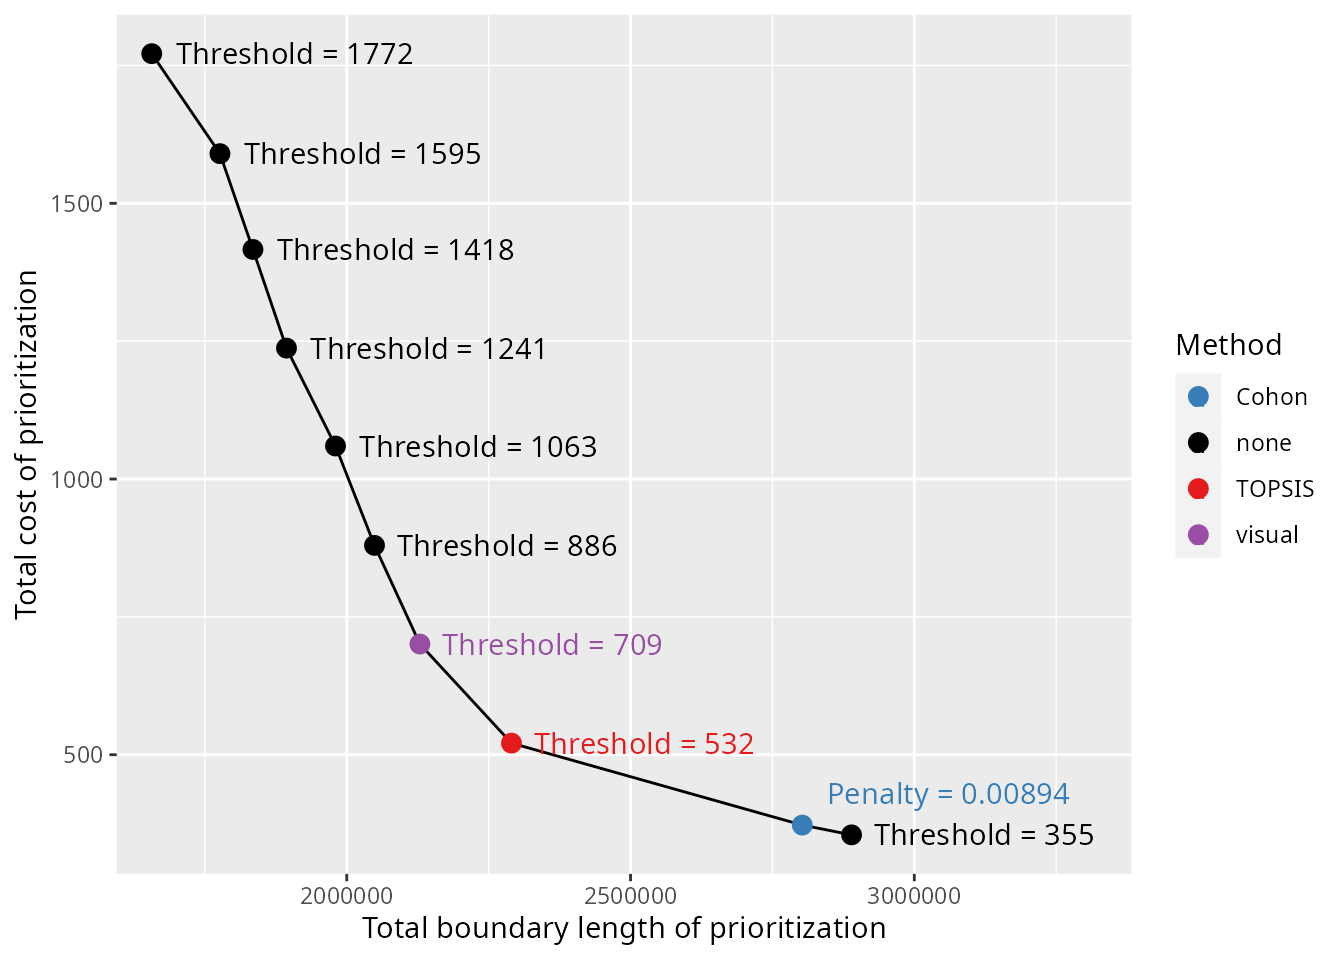 Threshold = 1772
Threshold = 1595
1500
Threshold = 1418
Threshold = 1241
Threshold = 1063
1000
Threshold = 886
Threshold = 709
Threshold = 532
500
Penalty = 0.00894
Threshold = 355
2000000
2500000
3000000
Total boundary length of prioritization
Total cost of prioritization
Method
Cohon
none
TOPSIS
visual